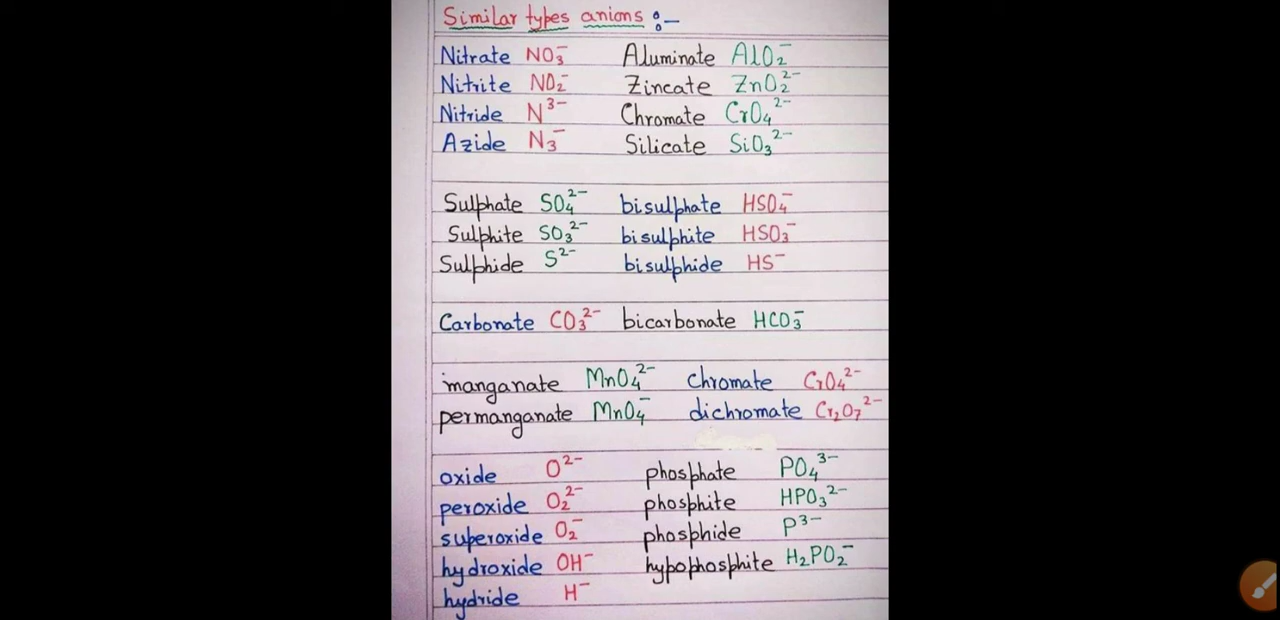 Similar types anions :-
Nitrate NO₃⁻ Aluminate AlO₂⁻
Nitrite NO₂⁻ Zincate ZnO₂²⁻
Nitride N³⁻ Chromate CrO₄²⁻
Azide N₃⁻ Silicate SiO₃²⁻
Sulphate SO₄²⁻ bisulphate HSO₄⁻
Sulphite SO₃²⁻ bisulphite HSO₃⁻
Sulphide S²⁻ bisulphide HS⁻
Carbonate CO₃²⁻ bicarbonate HCO₃⁻
manganate MnO₄²⁻ chromate CrO₄²⁻
permanganate MnO₄⁻ dichromate Cr₂O₇²⁻
oxide O²⁻ phosphate PO₄³⁻
peroxide O₂²⁻ phosphite HPO₃²⁻
superoxide O₂⁻ phosphide P³⁻
hydroxide OH⁻ hypophosphite H₂PO₂⁻
hydride H⁻